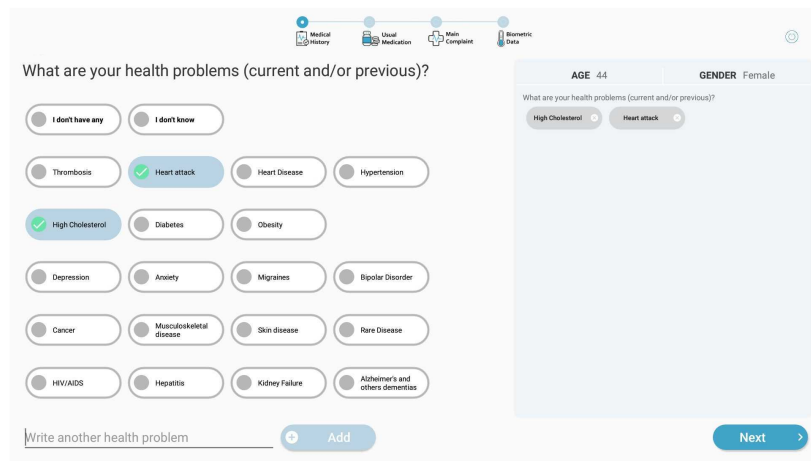 Medical
History
Usual
Medication
Main
Complaint
Biometric
Data
What are your health problems (current and/or previous)?
AGE 44 GENDER Female
What are your health problems (current and/or previous)?
High Cholesterol Heart attack
I don't have any I don't know
Thrombosis Heart attack Heart Disease Hypertension
High Cholesterol Diabetes Obesity
Depression Anxiety Migraines Bipolar Disorder
Cancer Musculoskeletal
disease Skin disease Rare Disease
HIV/AIDS Hepatitis Kidney Failure Alzheimer's and
others dementias
Write another health problem Add Next